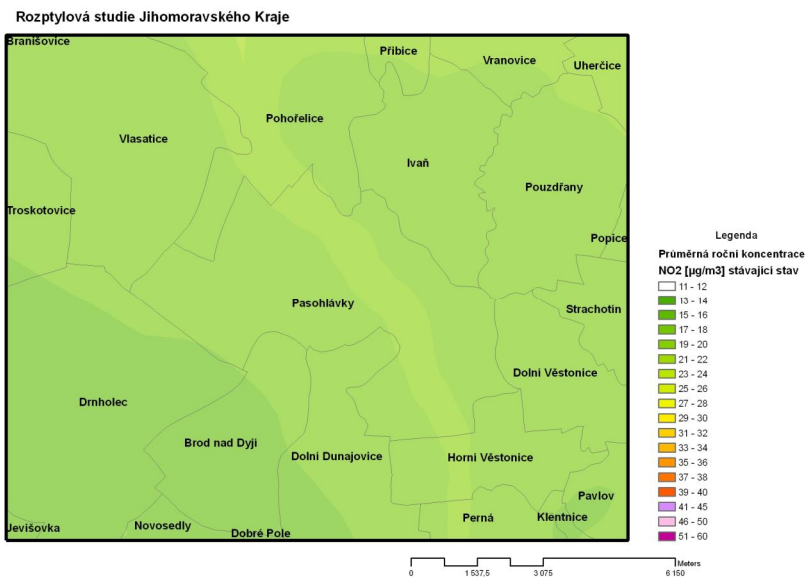 Rozptylová studie Jihomoravského Kraje
Branišovice
Přibice
Vranovice
Uherčice
Pohořelice
Vlasatice
Ivaň
Pouzdřany
Troskotovice
Popice
Pasohlávky
Strachotín
Dolní Věstonice
Drnholec
Brod nad Dyjí
Dolní Dunajovice
Horní Věstonice
Pavlov
Perná
Klentnice
Jevišovka
Novosedly
Dobré Pole
Legenda
Průměrná roční koncentrace
NO2 [µg/m3] stávající stav
11 - 12
13 - 14
15 - 16
17 - 18
19 - 20
21 - 22
23 - 24
25 - 26
27 - 28
29 - 30
31 - 32
33 - 34
35 - 36
37 - 38
39 - 40
41 - 45
46 - 50
51 - 60
Meters
0 1 537,5 3 075 6 150